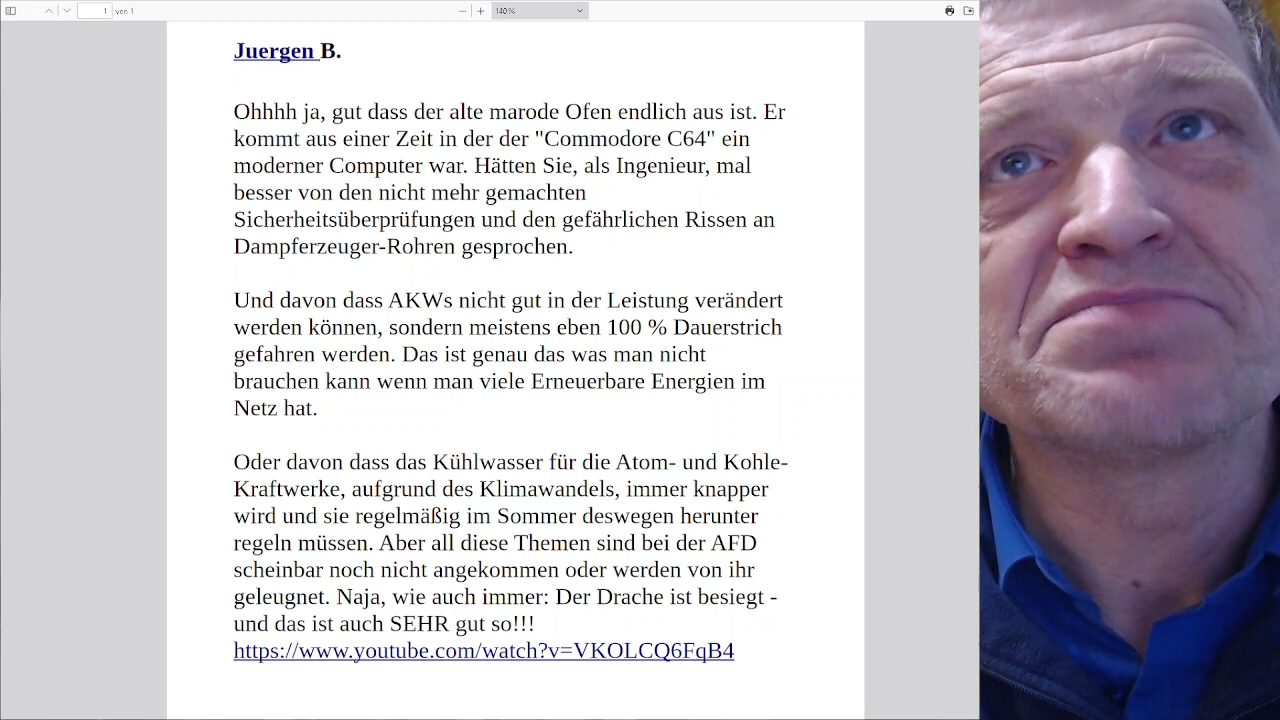 1 von 1
140 %
Juergen B.
Ohhhh ja, gut dass der alte marode Ofen endlich aus ist. Er
kommt aus einer Zeit in der der "Commodore C64" ein
moderner Computer war. Hätten Sie, als Ingenieur, mal
besser von den nicht mehr gemachten
Sicherheitsüberprüfungen und den gefährlichen Rissen an
Dampferzeuger-Rohren gesprochen.
Und davon dass AKWs nicht gut in der Leistung verändert
werden können, sondern meistens eben 100 % Dauerstrich
gefahren werden. Das ist genau das was man nicht
brauchen kann wenn man viele Erneuerbare Energien im
Netz hat.
Oder davon dass das Kühlwasser für die Atom- und Kohle-
Kraftwerke, aufgrund des Klimawandels, immer knapper
wird und sie regelmäßig im Sommer deswegen herunter
regeln müssen. Aber all diese Themen sind bei der AFD
scheinbar noch nicht angekommen oder werden von ihr
geleugnet. Naja, wie auch immer: Der Drache ist besiegt -
und das ist auch SEHR gut so!!!
https://www.youtube.com/watch?v=VKOLCQ6FqB4